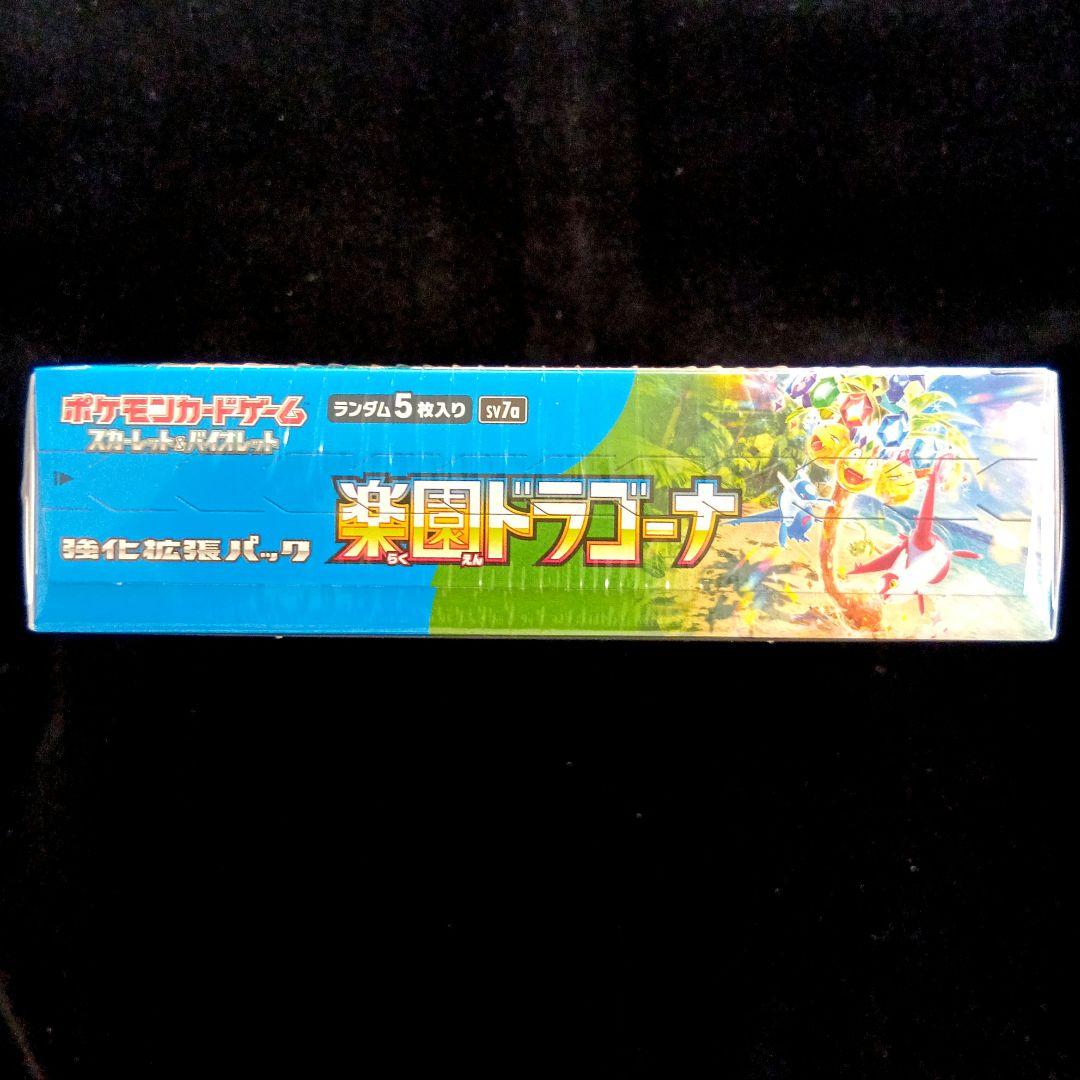 ポケモンカードゲーム
スカーレット&バイオレット
ランダム5枚入り
sv7a
強化拡張パック
楽園ドラゴーナ
らく えん